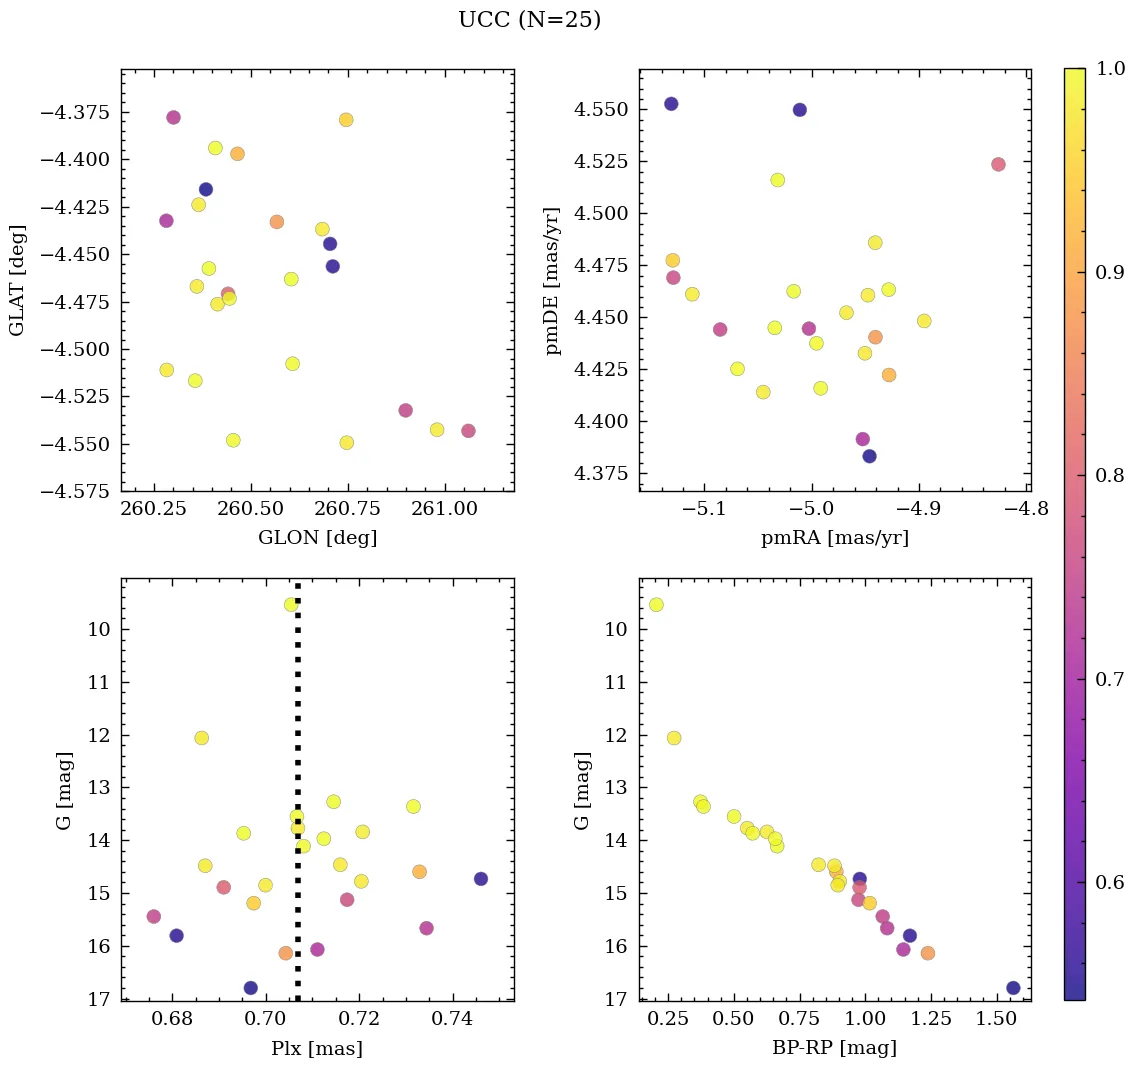 UCC (N=25)
−4.375
−4.400
−4.425
−4.450
−4.475
−4.500
−4.525
−4.550
−4.575
GLAT [deg]
260.25 260.50 260.75 261.00
GLON [deg]
4.550
4.525
4.500
4.475
4.450
4.425
4.400
4.375
pmDE [mas/yr]
−5.1 −5.0 −4.9 −4.8
pmRA [mas/yr]
10
11
12
13
14
15
16
17
G [mag]
0.68 0.70 0.72 0.74
Plx [mas]
10
11
12
13
14
15
16
17
G [mag]
0.25 0.50 0.75 1.00 1.25 1.50
BP-RP [mag]
1.0
0.9
0.8
0.7
0.6